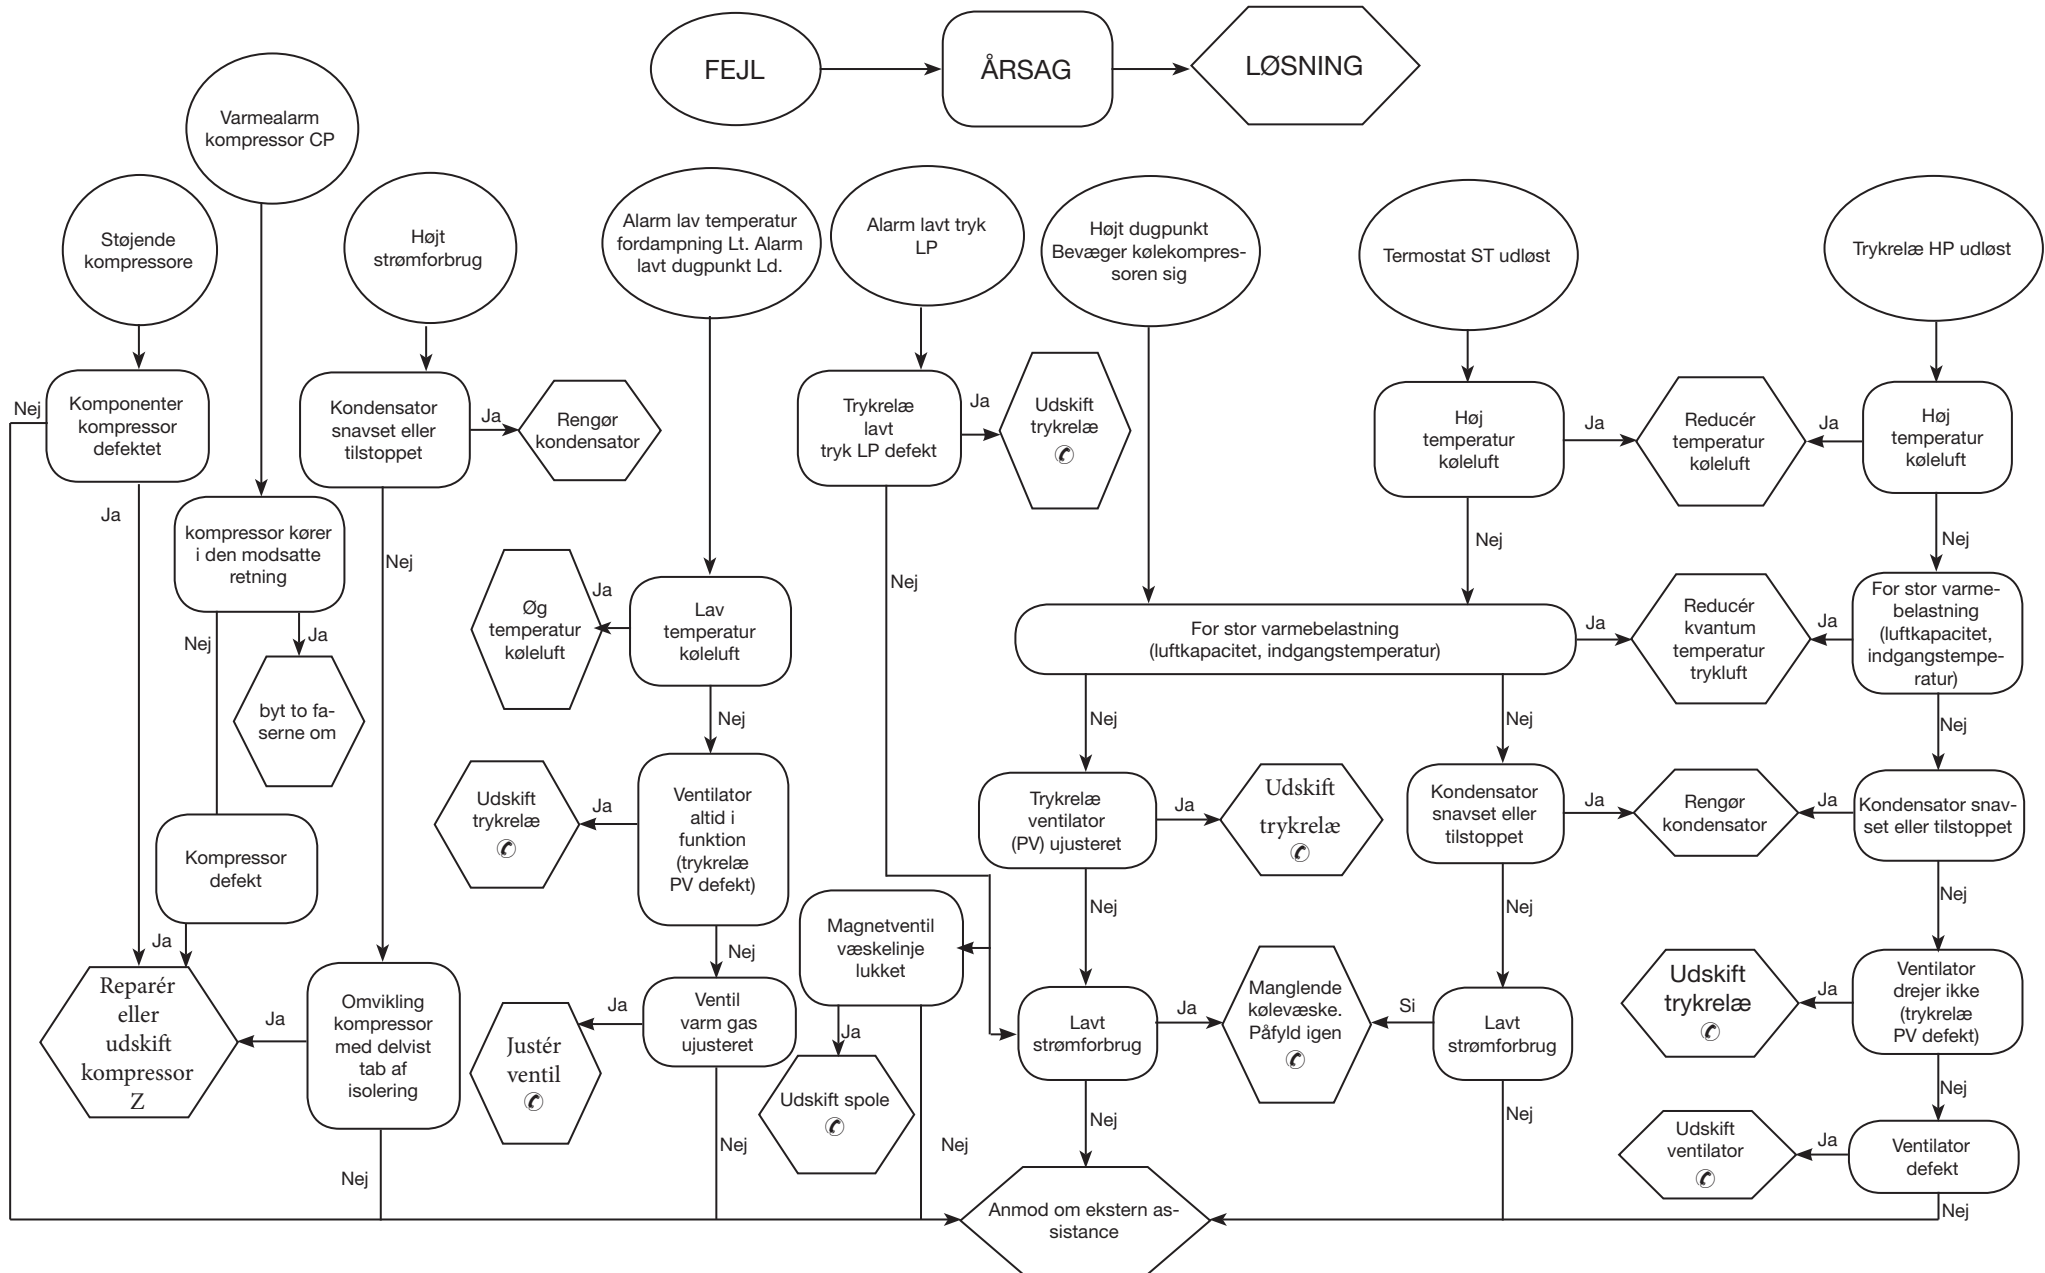 FEJL
ÅRSAG
LØSNING
Varmealarm
kompressor CP
Støjende
kompressore
Højt
strømforbrug
Alarm lav temperatur
fordampning Lt. Alarm
lavt dugpunkt Ld.
Alarm lavt tryk
LP
Højt dugpunkt
Bevæger kølekompres-
soren sig
Termostat ST udløst
Trykrelæ HP udløst
Nej
Komponenter
kompressor
defektet
Ja
Kondensator
snavset eller
tilstoppet
Ja
Rengør
kondensator
Trykrelæ
lavt
tryk LP defekt
Ja
Udskift
trykrelæ
Høj
temperatur
køleluft
Ja
Reducér
temperatur
køleluft
Ja
Høj
temperatur
køleluft
kompressor kører
i den modsatte
retning
Nej
Nej
Nej
Nej
Ja
Nej
Ja
byt to fa-
serne om
Øg
temperatur
køleluft
Ja
Lav
temperatur
køleluft
Nej
For stor varmebelastning
(luftkapacitet, indgangstemperatur)
Ja
Reducér
kvantum
temperatur
trykluft
Ja
For stor varme-
belastning
(luftkapacitet,
indgangstempe-
ratur)
Nej
Nej
Nej
Kompressor
defekt
Ja
Udskift
trykrelæ
Ja
Ventilator
altid i
funktion
(trykrelæ
PV defekt)
Nej
Trykrelæ
ventilator
(PV) ujusteret
Ja
Udskift
trykrelæ
Kondensator
snavset eller
tilstoppet
Ja
Rengør
kondensator
Ja
Kondensator snav-
set eller tilstoppet
Nej
Nej
Nej
Reparér
eller
udskift
kompressor
Z
Ja
Omvikling
kompressor
med delvist
tab af
isolering
Nej
Justér
ventil
Ja
Ventil
varm gas
ujusteret
Nej
Magnetventil
væskelinje
lukket
Ja
Udskift spole
Nej
Lavt
strømforbrug
Ja
Manglende
kølevæske.
Påfyld igen
Si
Lavt
strømforbrug
Nej
Nej
Udskift
trykrelæ
Ja
Ventilator
drejer ikke
(trykrelæ
PV defekt)
Nej
Udskift
ventilator
Ja
Ventilator
defekt
Nej
Anmod om ekstern as-
sistance